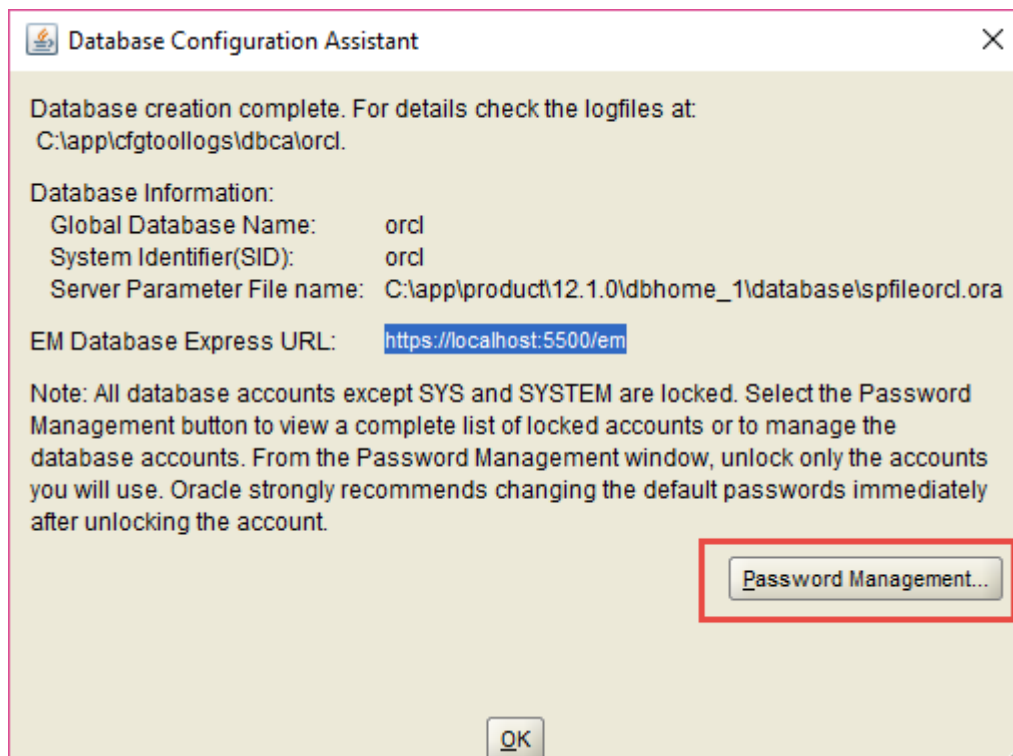 Database Configuration Assistant
Database creation complete. For details check the logfiles at:
C:\app\cfgtoollogs\dbca\orcl.
Database Information:
Global Database Name: orcl
System Identifier(SID): orcl
Server Parameter File name: C:\app\product\12.1.0\dbhome_1\database\spfileorcl.ora
EM Database Express URL: https://localhost:5500/em
Note: All database accounts except SYS and SYSTEM are locked. Select the Password
Management button to view a complete list of locked accounts or to manage the
database accounts. From the Password Management window, unlock only the accounts
you will use. Oracle strongly recommends changing the default passwords immediately
after unlocking the account.
Password Management...
OK